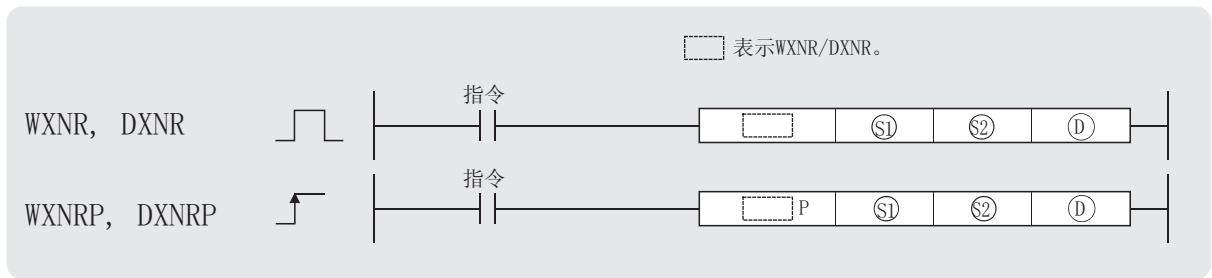 表示WXNR/DXNR。
指令
WXNR, DXNR S1 S2 D
指令
WXNRP, DXNRP P S1 S2 D